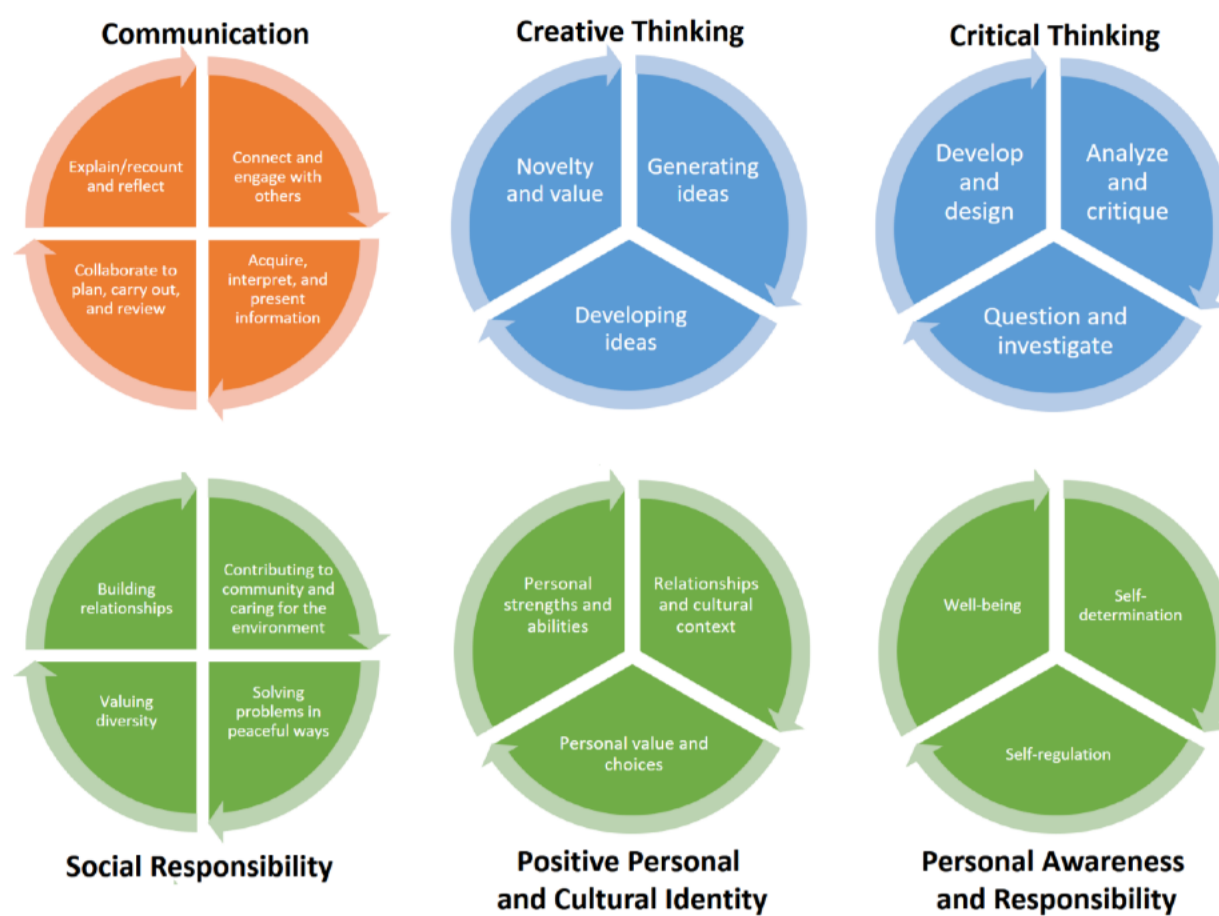 Communication
Explain/recount
and reflect
Connect and
engage with
others
Collaborate to
plan, carry out,
and review
Acquire,
interpret, and
present
information
Creative Thinking
Novelty
and value
Generating
ideas
Developing
ideas
Critical Thinking
Develop
and
design
Analyze
and
critique
Question and
investigate
Building
relationships
Contributing to
community and
caring for the
environment
Valuing
diversity
Solving
problems in
peaceful ways
Social Responsibility
Personal
strengths and
abilities
Relationships
and cultural
context
Personal value and
choices
Positive Personal
and Cultural Identity
Well-being
Self-
determination
Self-regulation
Personal Awareness
and Responsibility